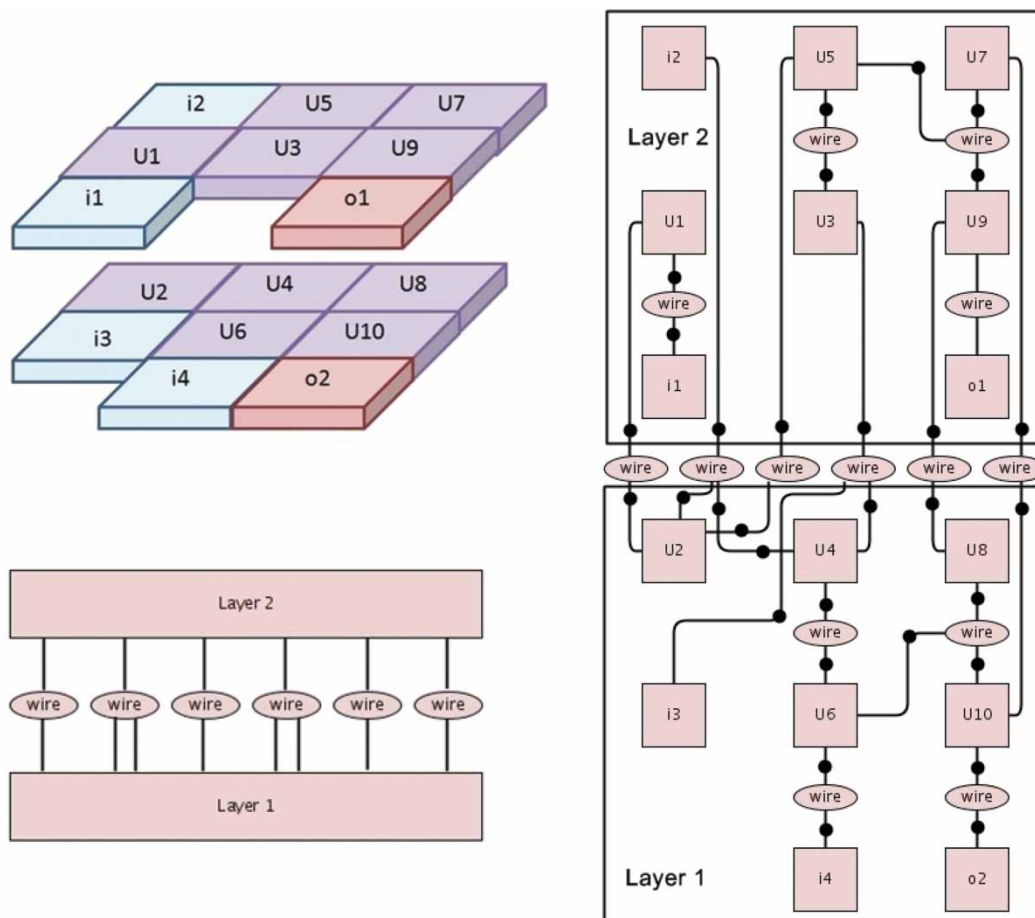 i2 U5 U7
U1 U3 U9
i1 o1
U2 U4 U8
i3 U6 U10
i4 o2
Layer 2
wire wire wire wire wire wire
Layer 1
i2 U5 U7
Layer 2 wire wire
U1 U3 U9
wire wire
i1 o1
wire wire wire wire wire wire
U2 U4 U8
wire wire
i3 U6 U10
wire wire
Layer 1 i4 o2